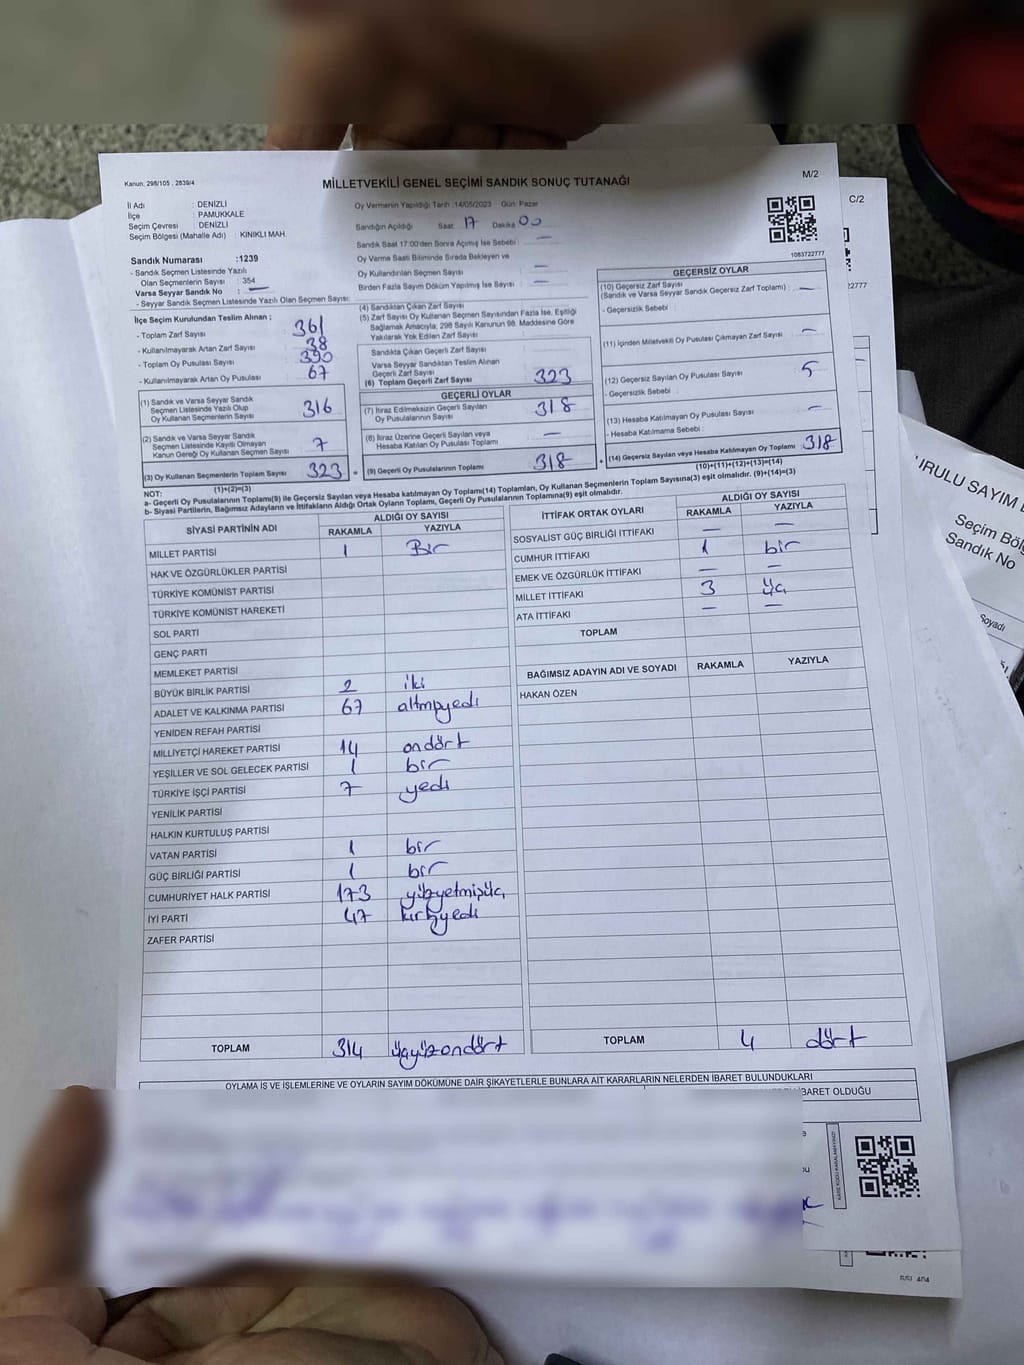 Kanun; 298/105 , 2839/4
MİLLETVEKİLİ GENEL SEÇİMİ SANDIK SONUÇ TUTANAĞI
M/2
C/2
İl Adı : DENİZLİ
İlçe : PAMUKKALE
Seçim Çevresi : DENİZLİ
Seçim Bölgesi (Mahalle Adı) : KINIKLI MAH.
Oy Vermenin Yapıldığı Tarih :14/05/2023 Gün: Pazar
Sandığın Açıldığı Saat 17 Dakika 00
Sandık Saat 17:00'den Sonra Açılmış İse Sebebi : —
Oy Verme Saati Bitiminde Sırada Bekleyen ve
Oy Kullandırılan Seçmen Sayısı : —
Birden Fazla Sayım Döküm Yapılmış İse Sayısı : —
1083722777
2777
Sandık Numarası :1239
- Sandık Seçmen Listesinde Yazılı
Olan Seçmenlerin Sayısı : 354
Varsa Seyyar Sandık No : —
- Seyyar Sandık Seçmen Listesinde Yazılı Olan Seçmen Sayısı:
İlçe Seçim Kurulundan Teslim Alınan ;
- Toplam Zarf Sayısı : 361
- Kullanılmayarak Artan Zarf Sayısı : 38
- Toplam Oy Pusulası Sayısı : 390
- Kullanılmayarak Artan Oy Pusulası : 67
(1) Sandık ve Varsa Seyyar Sandık
Seçmen Listesinde Yazılı Olup
Oy Kullanan Seçmenlerin Sayısı : 316
(2) Sandık ve Varsa Seyyar Sandık
Seçmen Listesinde Kayıtlı Olmayan
Kanun Gereği Oy Kullanan Seçmen Sayısı : 7
(3) Oy Kullanan Seçmenlerin Toplam Sayısı : 323
(1)+(2)=(3)
(4) Sandıktan Çıkan Zarf Sayısı
(5) Zarf Sayısı Oy Kullanan Seçmen Sayısından Fazla İse, Eşitliği
Sağlamak Amacıyla; 298 Sayılı Kanunun 98. Maddesine Göre
Yakılarak Yok Edilen Zarf Sayısı :
Sandıkta Çıkan Geçerli Zarf Sayısı
Varsa Seyyar Sandıktan Teslim Alınan
Geçerli Zarf Sayısı
(6) Toplam Geçerli Zarf Sayısı : 323
GEÇERLİ OYLAR
(7) İtiraz Edilmeksizin Geçerli Sayılan
Oy Pusulalarının Sayısı : 318
(8) İtiraz Üzerine Geçerli Sayılan veya
Hesaba Katılan Oy Pusulası Toplamı : —
(9) Geçerli Oy Pusulalarının Toplamı : 318
GEÇERSİZ OYLAR
(10) Geçersiz Zarf Sayısı
(Sandık ve Varsa Seyyar Sandık Geçersiz Zarf Toplamı) : —
- Geçersizlik Sebebi :
(11) İçinden Milletvekili Oy Pusulası Çıkmayan Zarf Sayısı : —
(12) Geçersiz Sayılan Oy Pusulası Sayısı : 5
- Geçersizlik Sebebi :
(13) Hesaba Katılmayan Oy Pusulası Sayısı : —
- Hesaba Katılmama Sebebi :
(14) Geçersiz Sayılan veya Hesaba Katılmayan Oy Toplamı : 318
(10)+(11)+(12)+(13)=(14)
NOT:
a- Geçerli Oy Pusulalarının Toplamı(9) ile Geçersiz Sayılan veya Hesaba katılmayan Oy Toplamı(14) Toplamları, Oy Kullanan Seçmenlerin Toplam Sayısına(3) eşit olmalıdır. (9)+(14)=(3)
b- Siyasi Partilerin, Bağımsız Adayların ve İttifakların Aldığı Ortak Oyların Toplamı, Geçerli Oy Pusulalarının Toplamına(9) eşit olmalıdır.
SİYASİ PARTİNİN ADI ALDIĞI OY SAYISI
RAKAMLA YAZIYLA
MİLLET PARTİSİ 1 Bir
HAK VE ÖZGÜRLÜKLER PARTİSİ
TÜRKİYE KOMÜNİST PARTİSİ
TÜRKİYE KOMÜNİST HAREKETİ
SOL PARTİ
GENÇ PARTİ
MEMLEKET PARTİSİ
BÜYÜK BİRLİK PARTİSİ 2 iki
ADALET VE KALKINMA PARTİSİ 67 altmışyedi
YENİDEN REFAH PARTİSİ
MİLLİYETÇİ HAREKET PARTİSİ 14 ondört
YEŞİLLER VE SOL GELECEK PARTİSİ 1 bir
TÜRKİYE İŞÇİ PARTİSİ 7 yedi
YENİLİK PARTİSİ
HALKIN KURTULUŞ PARTİSİ
VATAN PARTİSİ 1 bir
GÜÇ BİRLİĞİ PARTİSİ 1 bir
CUMHURİYET HALK PARTİSİ 173 yüzyetmişüç
İYİ PARTİ 47 kırkyedi
ZAFER PARTİSİ
TOPLAM 314 üçyüzondört
İTTİFAK ORTAK OYLARI ALDIĞI OY SAYISI
RAKAMLA YAZIYLA
SOSYALİST GÜÇ BİRLİĞİ İTTİFAKI — —
CUMHUR İTTİFAKI 1 bir
EMEK VE ÖZGÜRLÜK İTTİFAKI — —
MİLLET İTTİFAKI 3 üç
ATA İTTİFAKI — —
TOPLAM
BAĞIMSIZ ADAYIN ADI VE SOYADI RAKAMLA YAZIYLA
HAKAN ÖZEN
TOPLAM 4 dört
OYLAMA İŞ VE İŞLEMLERİNE VE OYLARIN SAYIM DÖKÜMÜNE DAİR ŞİKAYETLERLE BUNLARA AİT KARARLARIN NELERDEN İBARET BULUNDUKLARI
BARET OLDUĞU
URULU SAYIM
Seçim Böl
Sandık No
Soyadı